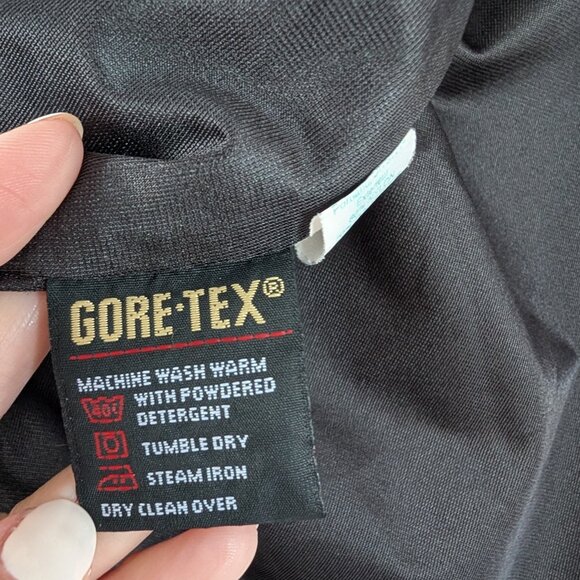 GORE-TEX®
MACHINE WASH WARM
40° WITH POWDERED
DETERGENT
TUMBLE DRY
STEAM IRON
DRY CLEAN OVER